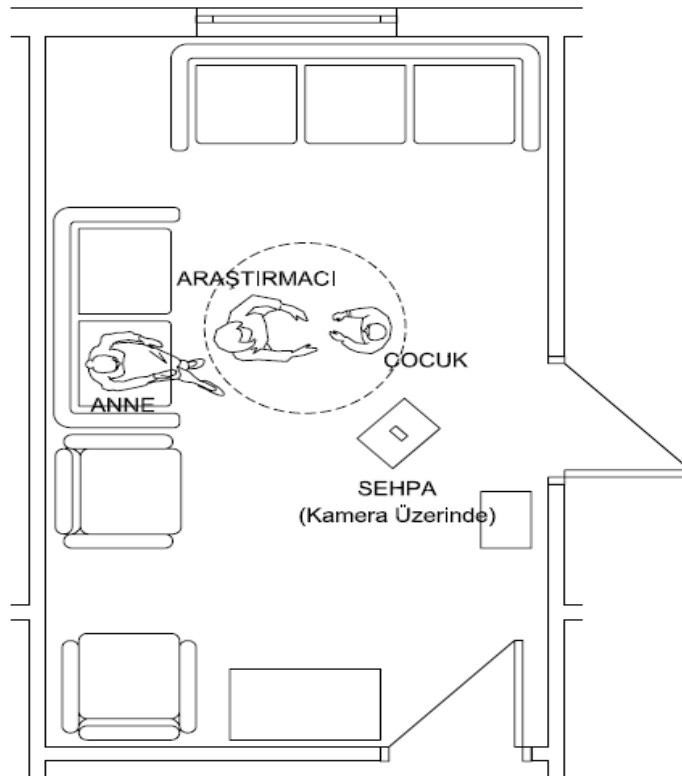 ARAŞTIRMACI
ÇOCUK
ANNE
SEHPA
(Kamera Üzerinde)